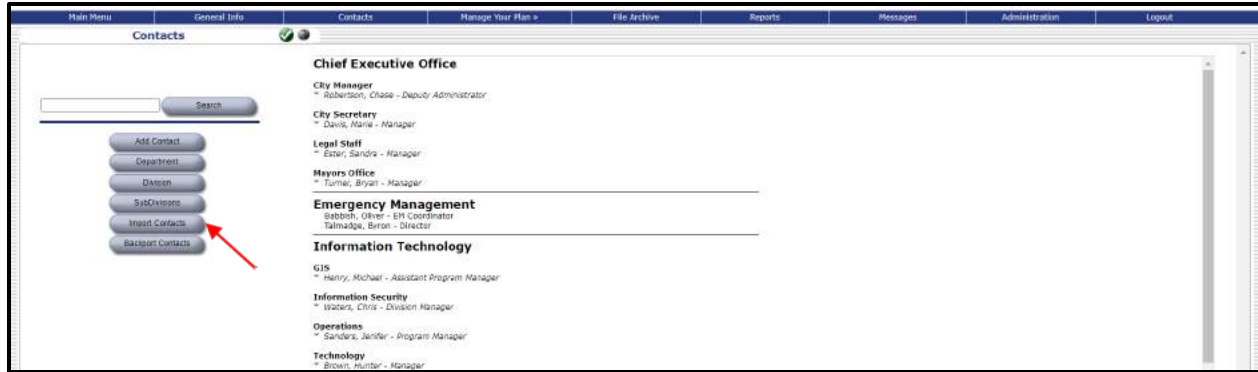 Main Menu General Info Contacts Manage Your Plan » File Archive Reports Messages Administration Logout
Contacts
Search
Add Contact
Department
Division
SubDivisions
Import Contacts
Backport Contacts
Chief Executive Office
City Manager
~ Robertson, Chase - Deputy Administrator
City Secretary
~ Davis, Marie - Manager
Legal Staff
~ Ester, Sandra - Manager
Mayors Office
~ Turner, Bryan - Manager
Emergency Management
Babbish, Oliver - EM Coordinator
Talmadge, Byron - Director
Information Technology
GIS
~ Henry, Michael - Assistant Program Manager
Information Security
~ Waters, Chris - Division Manager
Operations
~ Sanders, Jenifer - Program Manager
Technology
~ Brown, Hunter - Manager